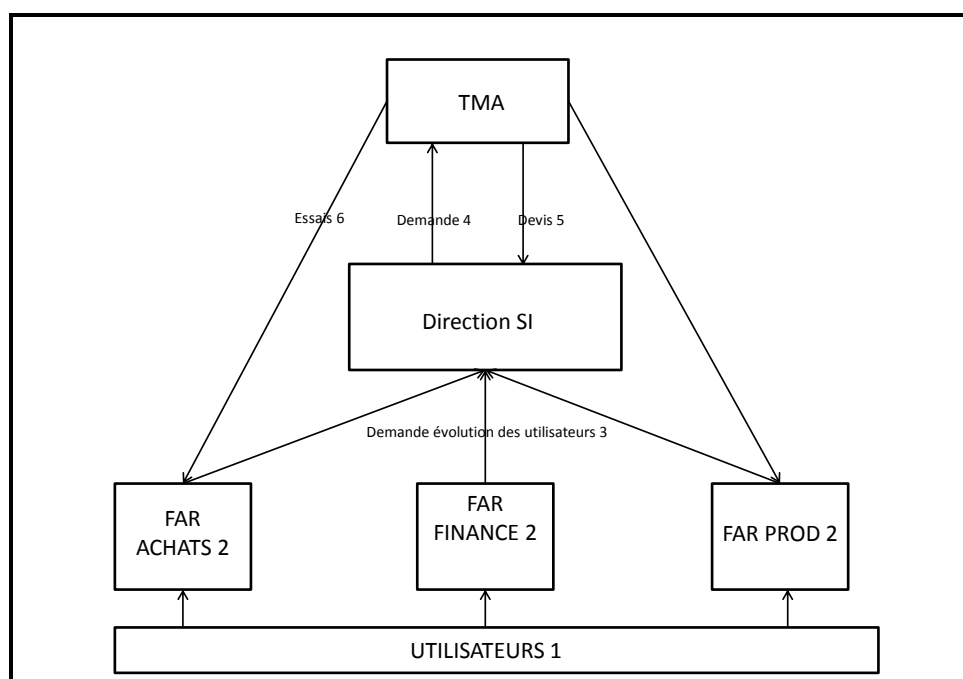 TMA
Essais 6
Demande 4
Devis 5
Direction SI
Demande évolution des utilisateurs 3
FAR
ACHATS 2
FAR
FINANCE 2
FAR PROD 2
UTILISATEURS 1